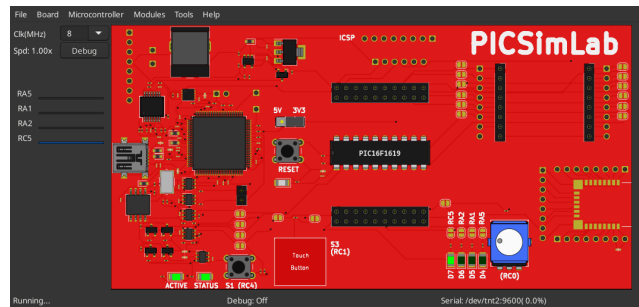 File Board Microcontroller Modules Tools Help
Clk(MHz) 8
Spd: 1.00x Debug
RA5
RA1
RA2
RC5
ICSP
PICSimLab
5V 3V3
RESET
PIC16F1619
S3
(RC1)
Touch
Button
RC5 RA2 RA1 RA5
D7 D6 D5 D4
(RC0)
ACTIVE STATUS S1 (RC4)
Running... Debug: Off Serial: /dev/tnt2:9600( 0.0%)